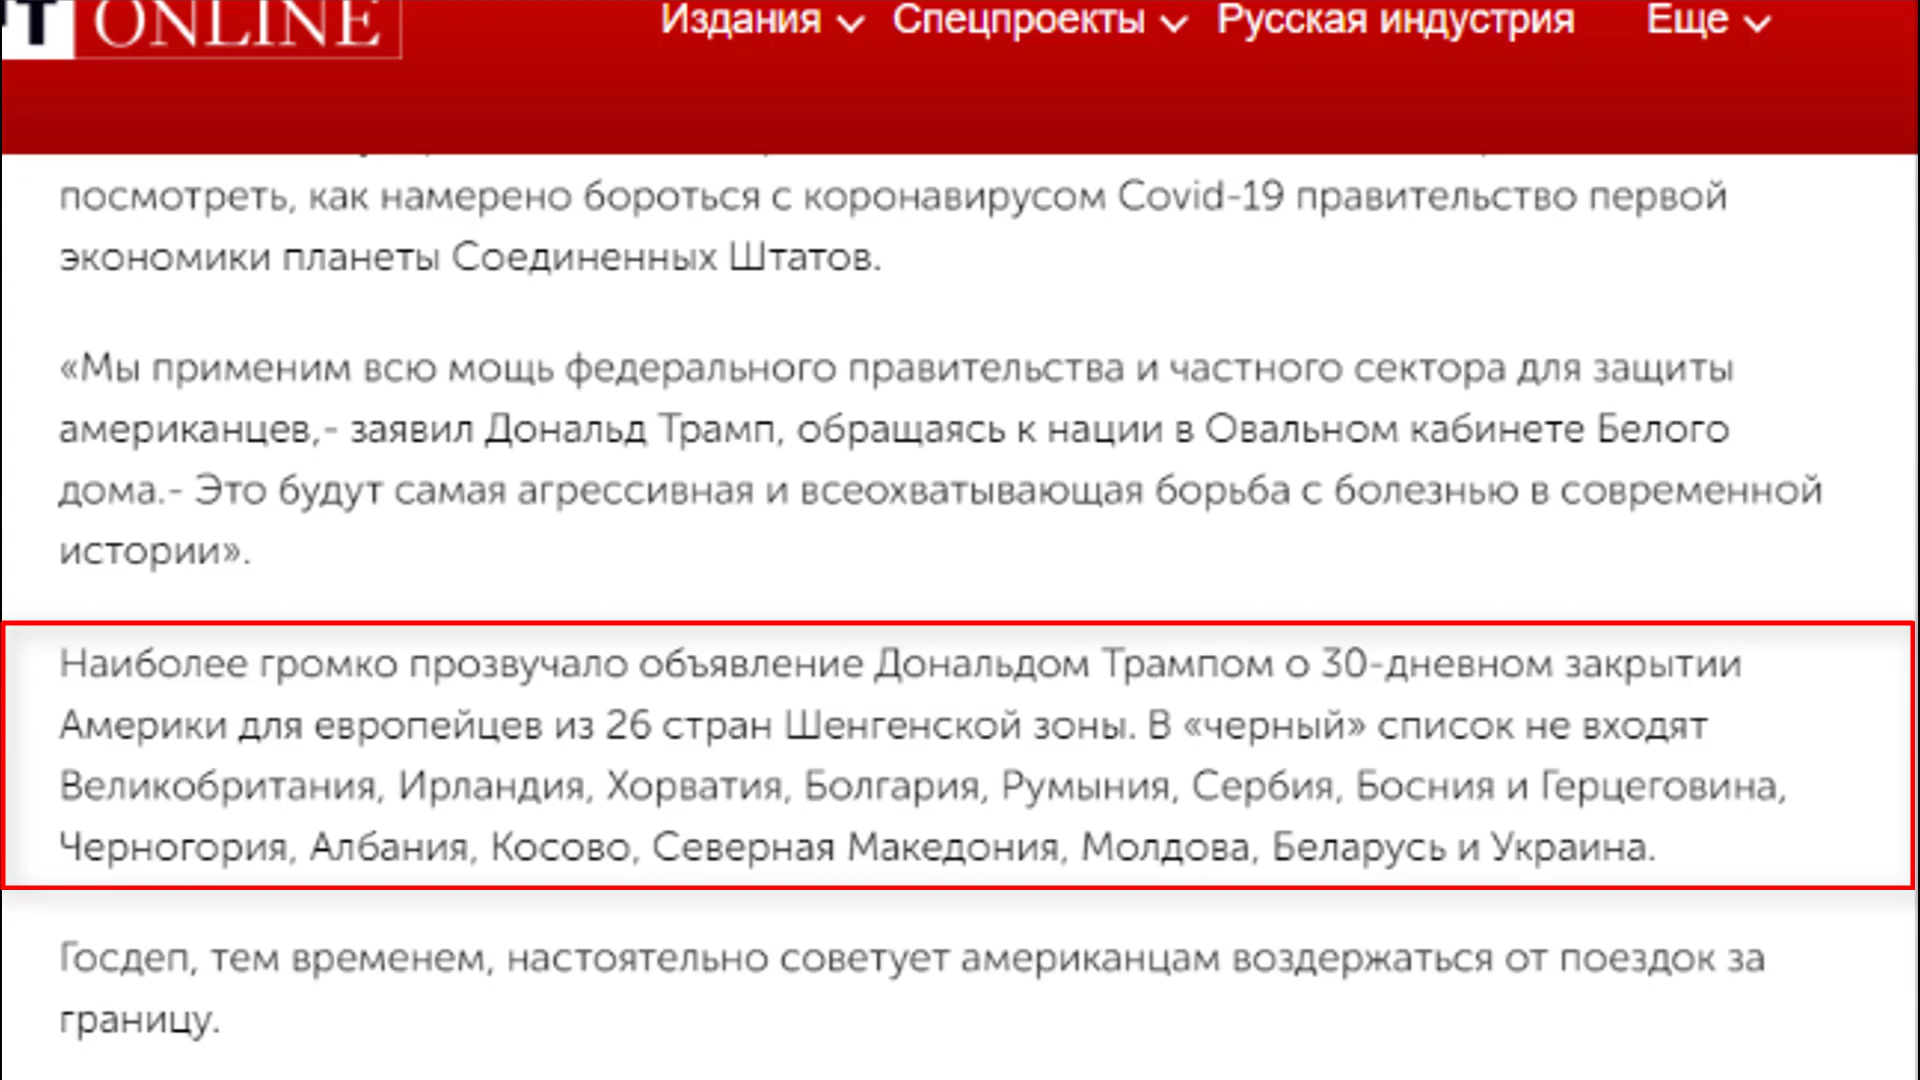 T ONLINE
Издания Спецпроекты Русская индустрия Еще
посмотреть, как намерено бороться с коронавирусом Covid-19 правительство первой
экономики планеты Соединенных Штатов.
«Мы применим всю мощь федерального правительства и частного сектора для защиты
американцев,- заявил Дональд Трамп, обращаясь к нации в Овальном кабинете Белого
дома.- Это будут самая агрессивная и всеохватывающая борьба с болезнью в современной
истории».
Наиболее громко прозвучало объявление Дональдом Трампом о 30-дневном закрытии
Америки для европейцев из 26 стран Шенгенской зоны. В «черный» список не входят
Великобритания, Ирландия, Хорватия, Болгария, Румыния, Сербия, Босния и Герцеговина,
Черногория, Албания, Косово, Северная Македония, Молдова, Беларусь и Украина.
Госдеп, тем временем, настоятельно советует американцам воздержаться от поездок за
границу.